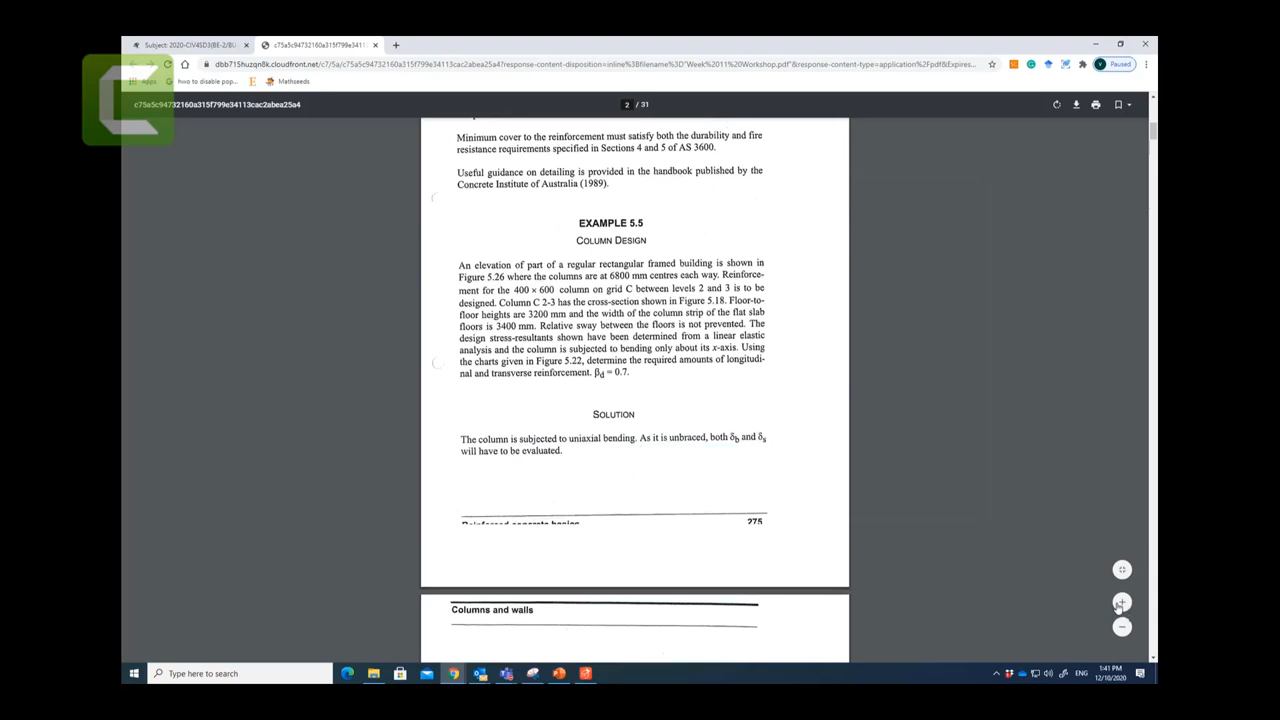 Subject: 2020-CIV4SD3(BE-2/BU
c75a5c94732160a315f799e3411
dbb715huzqn8k.cloudfront.net/c7/5a/c75a5c94732160a315f799e34113cac2abea25a4?response-content-disposition=inline%3Bfilename%3D"Week%2011%20Workshop.pdf"&response-content-type=application%2Fpdf&Expires...
Paused
Apps
hwo to disable pop...
Mathseeds
c75a5c94732160a315f799e34113cac2abea25a4
2 / 31
Minimum cover to the reinforcement must satisfy both the durability and fire
resistance requirements specified in Sections 4 and 5 of AS 3600.
Useful guidance on detailing is provided in the handbook published by the
Concrete Institute of Australia (1989).
EXAMPLE 5.5
COLUMN DESIGN
An elevation of part of a regular rectangular framed building is shown in
Figure 5.26 where the columns are at 6800 mm centres each way. Reinforce-
ment for the 400 × 600 column on grid C between levels 2 and 3 is to be
designed. Column C 2-3 has the cross-section shown in Figure 5.18. Floor-to-
floor heights are 3200 mm and the width of the column strip of the flat slab
floors is 3400 mm. Relative sway between the floors is not prevented. The
design stress-resultants shown have been determined from a linear elastic
analysis and the column is subjected to bending only about its x-axis. Using
the charts given in Figure 5.22, determine the required amounts of longitudi-
nal and transverse reinforcement. βd = 0.7.
SOLUTION
The column is subjected to uniaxial bending. As it is unbraced, both δb and δs
will have to be evaluated.
Reinforced concrete basics 275
Columns and walls
Type here to search
ENG
1:41 PM
12/10/2020